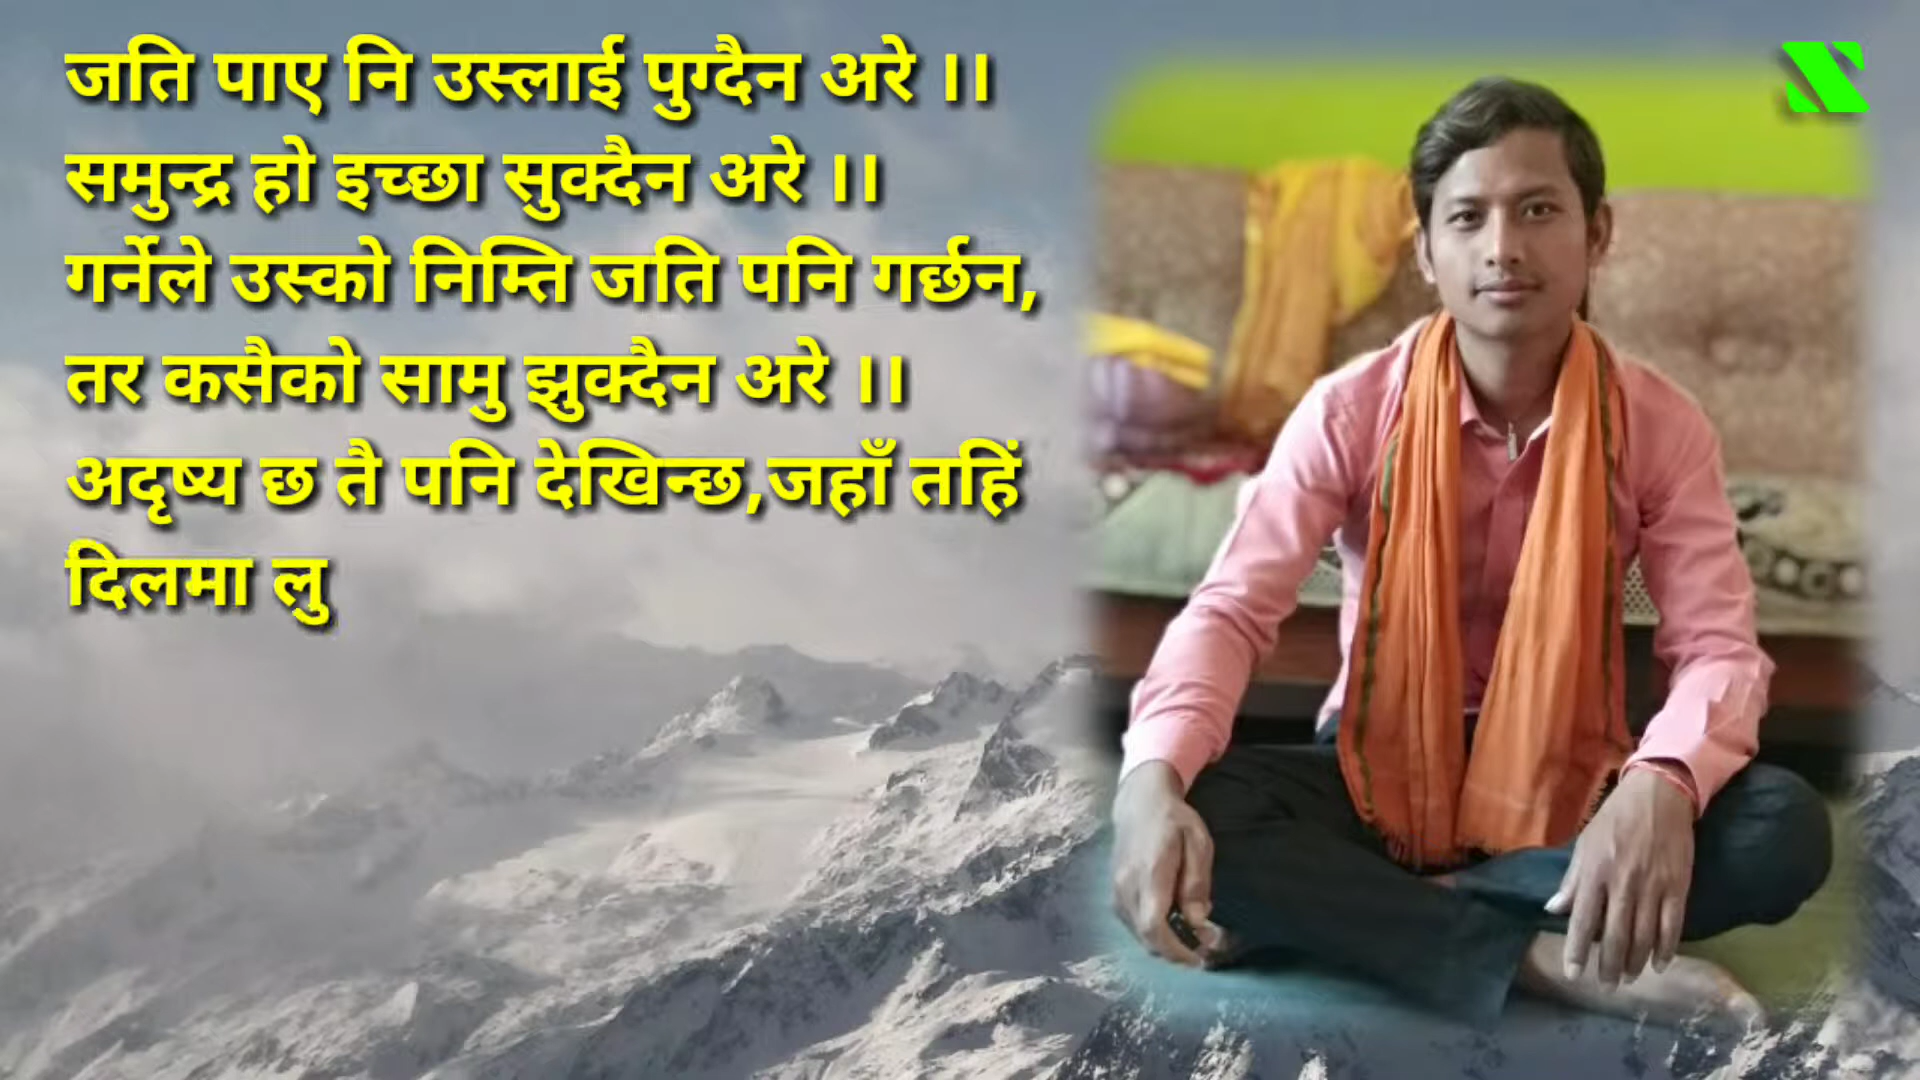 जति पाए नि उस्लाई पुग्दैन अरे ।।
समुन्द्र हो इच्छा सुक्दैन अरे ।।
गर्नेले उस्को निम्ति जति पनि गर्छन,
तर कसैको सामु झुक्दैन अरे ।।
अदृष्य छ तै पनि देखिन्छ,जहाँ तहिं
दिलमा लु